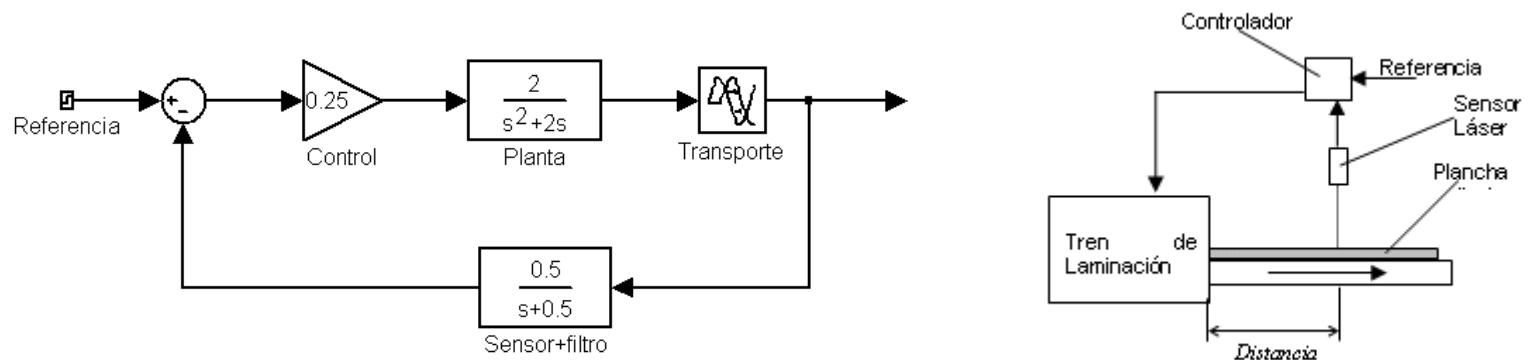 Referencia
+
-
0.25
Control
2
s²+2s
Planta
Transporte
0.5
s+0.5
Sensor+filtro
Controlador
Referencia
Sensor
Láser
Plancha
Tren de
Laminación
Distancia